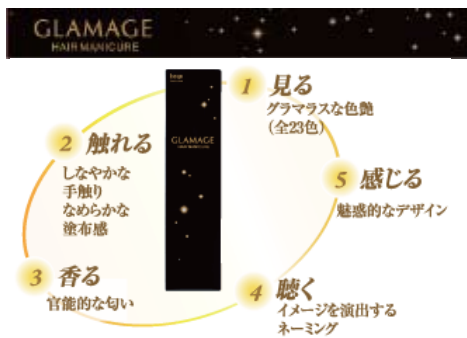 GLAMAGE
HAIR MANICURE
1 見る
グラマラスな色艶
（全23色）
2 触れる
しなやかな
手触り
なめらかな
塗布感
GLAMAGE
5 感じる
魅惑的なデザイン
3 香る
官能的な匂い
4 聴く
イメージを演出する
ネーミング